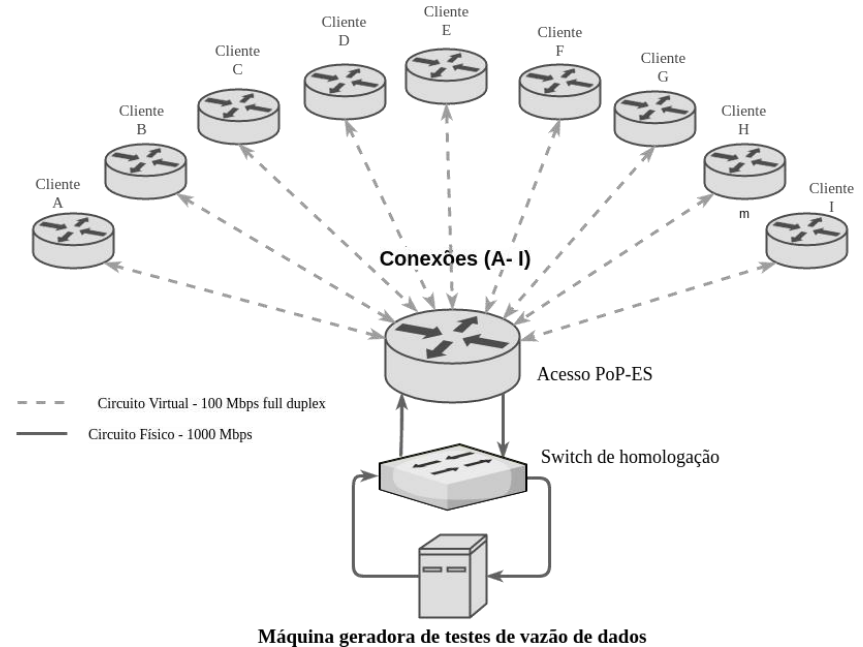 Cliente
A
Cliente
B
Cliente
C
Cliente
D
Cliente
E
Cliente
F
Cliente
G
Cliente
H
m
Cliente
I
Conexões (A- I)
Acesso PoP-ES
Circuito Virtual - 100 Mbps full duplex
Circuito Físico - 1000 Mbps
Switch de homologação
Máquina geradora de testes de vazão de dados